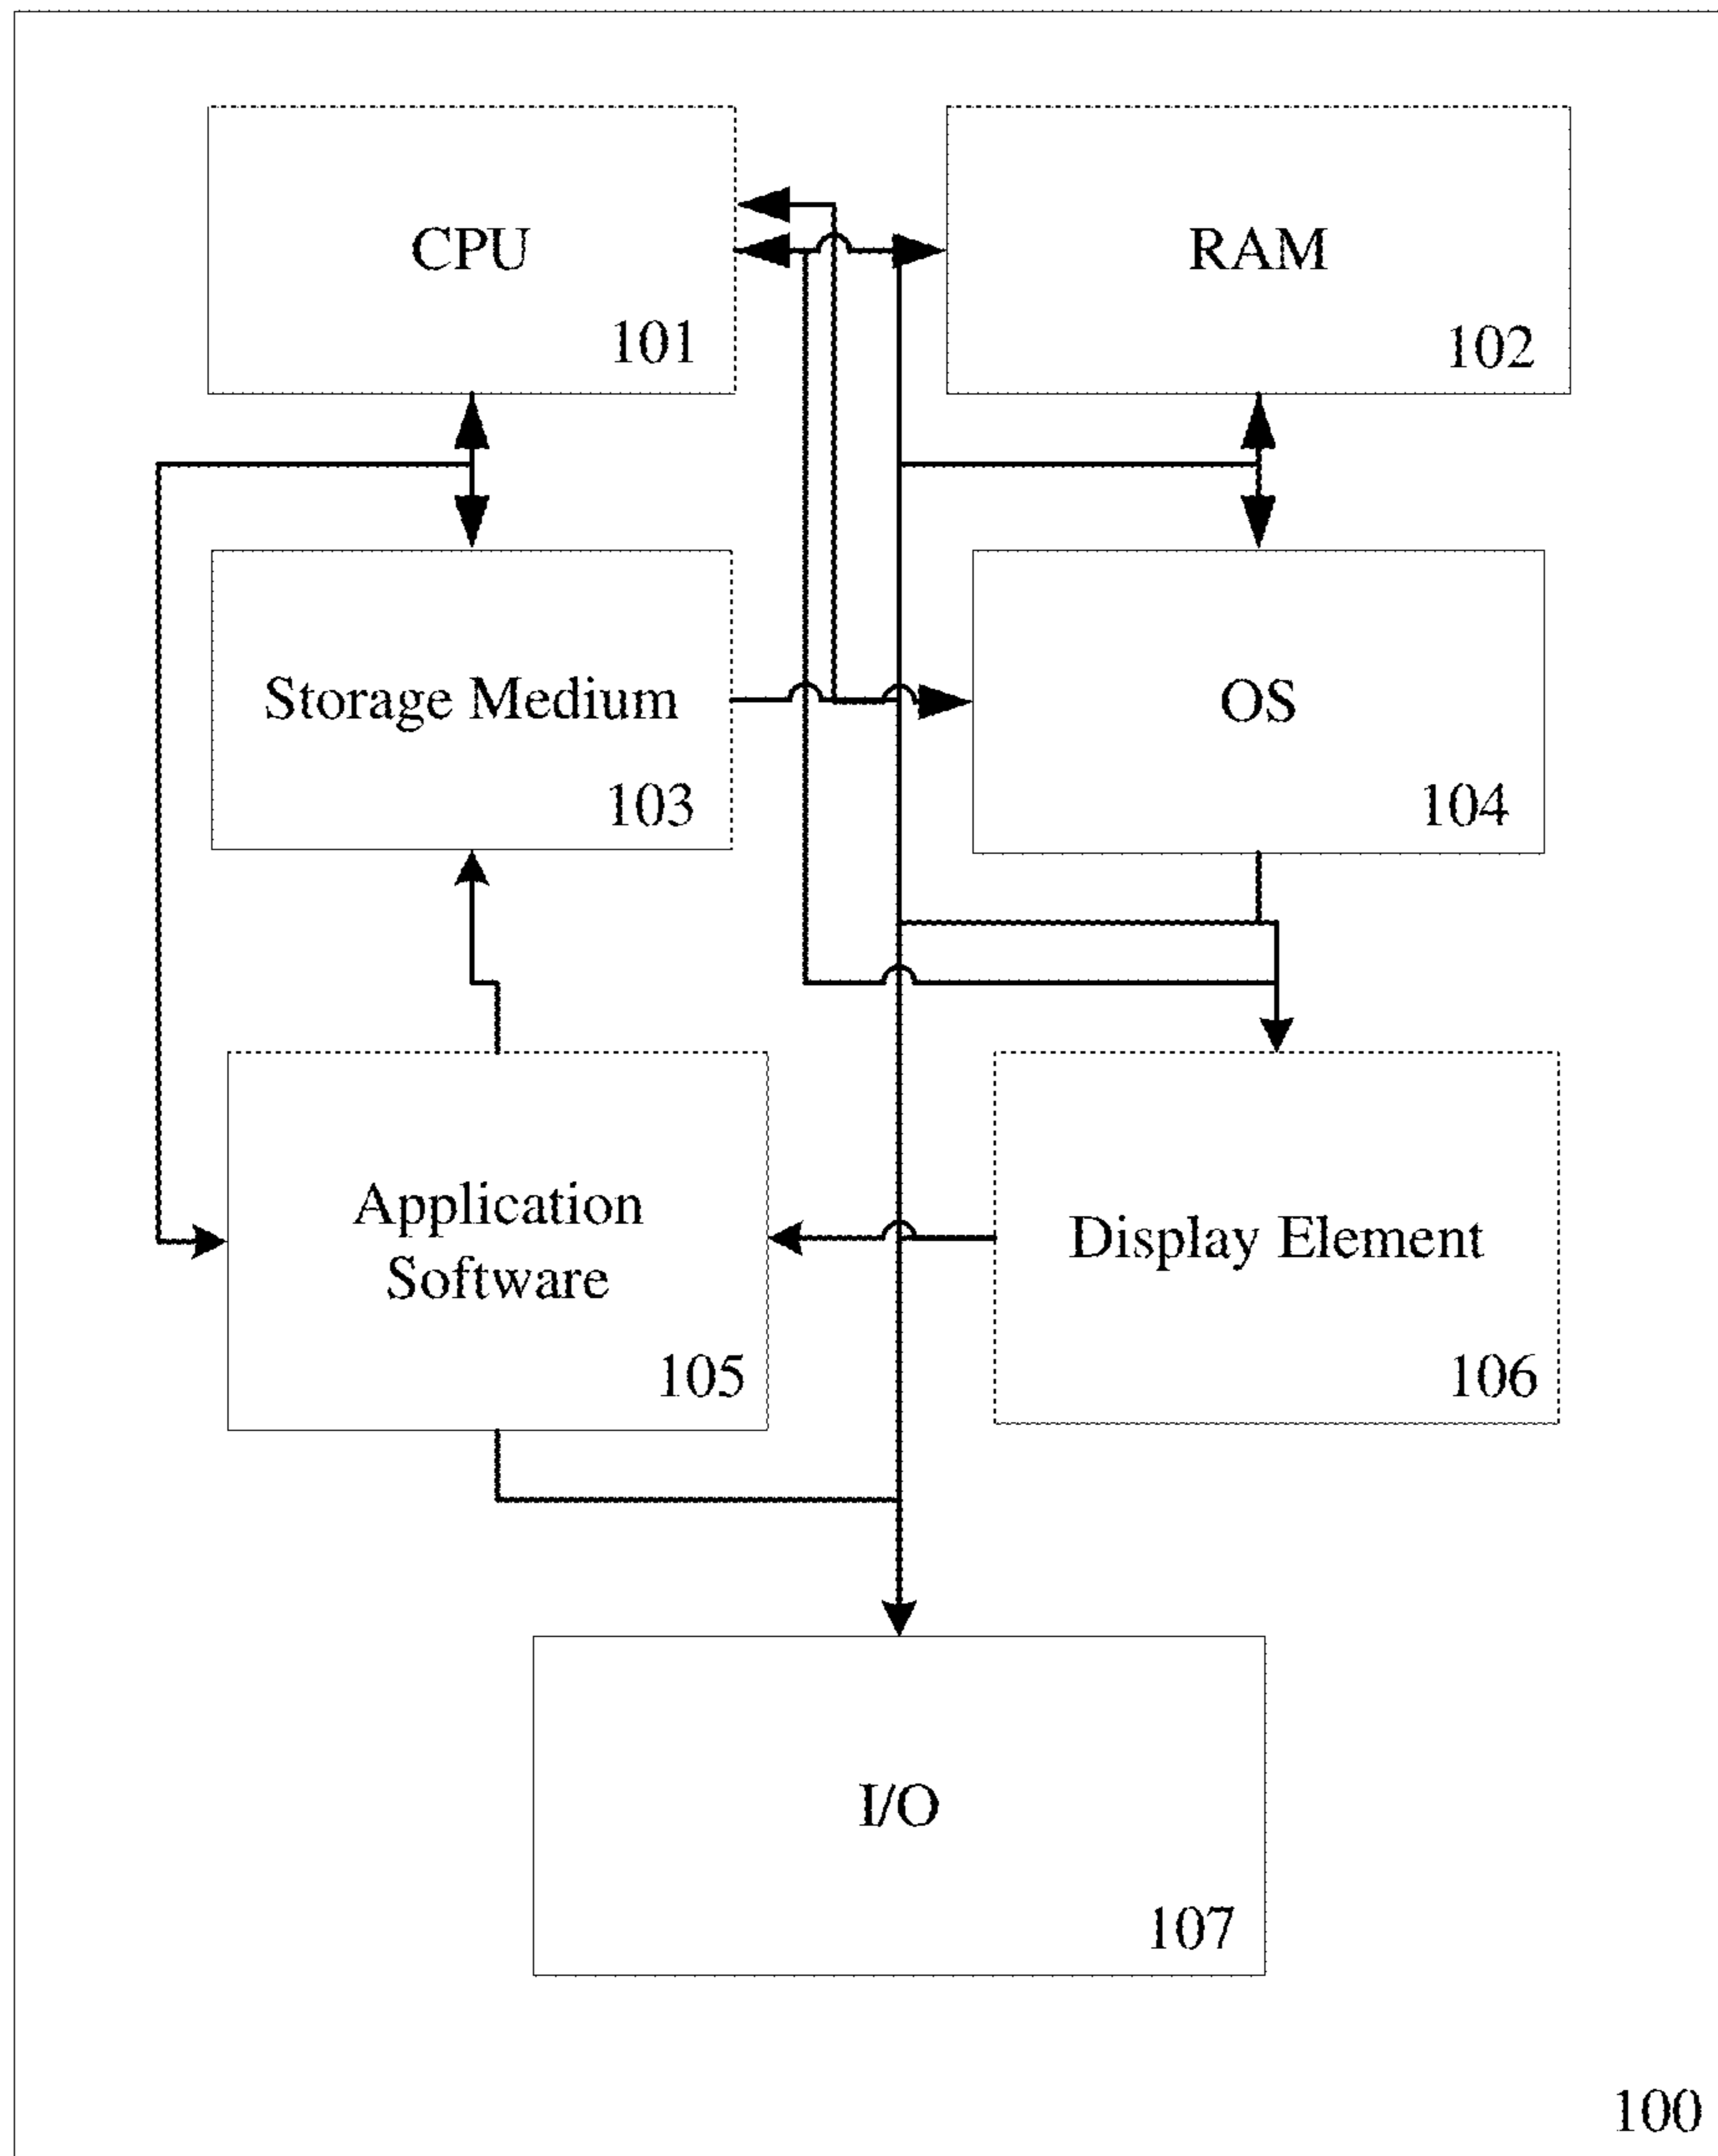 CPU
101
RAM
102
Storage Medium
103
OS
104
Application
Software
105
Display Element
106
I/O
107
100